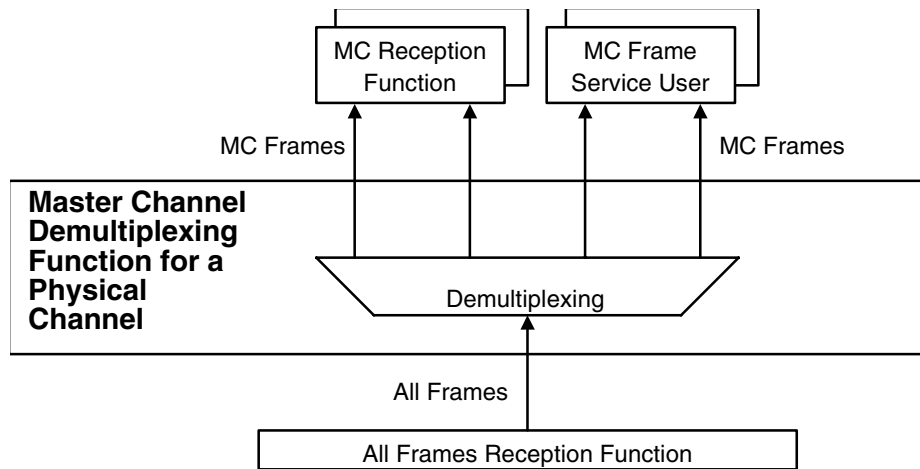 MC Reception
Function
MC Frame
Service User
MC Frames
MC Frames
Master Channel
Demultiplexing
Function for a
Physical
Channel
Demultiplexing
All Frames
All Frames Reception Function